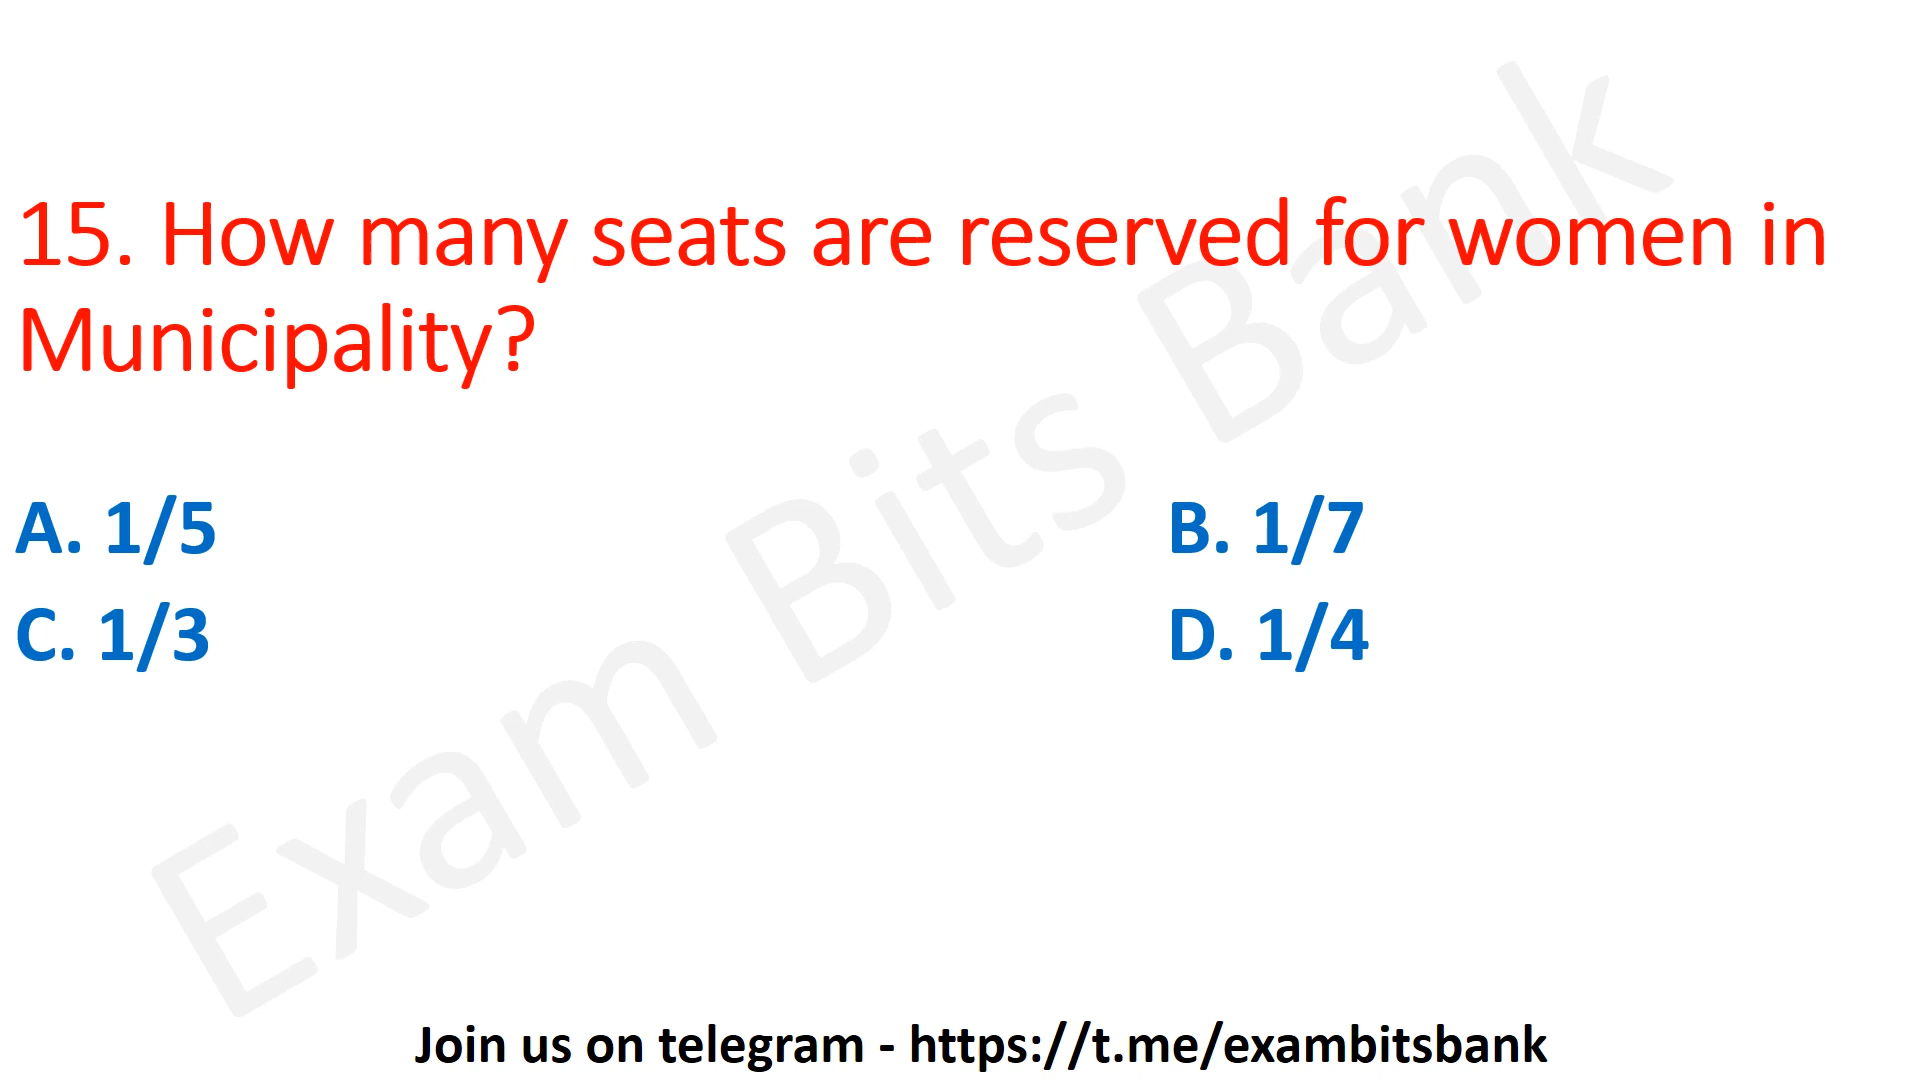 15. How many seats are reserved for women in
Municipality?
A. 1/5
B. 1/7
C. 1/3
D. 1/4
Exam Bits Bank
Join us on telegram - https://t.me/exambitsbank